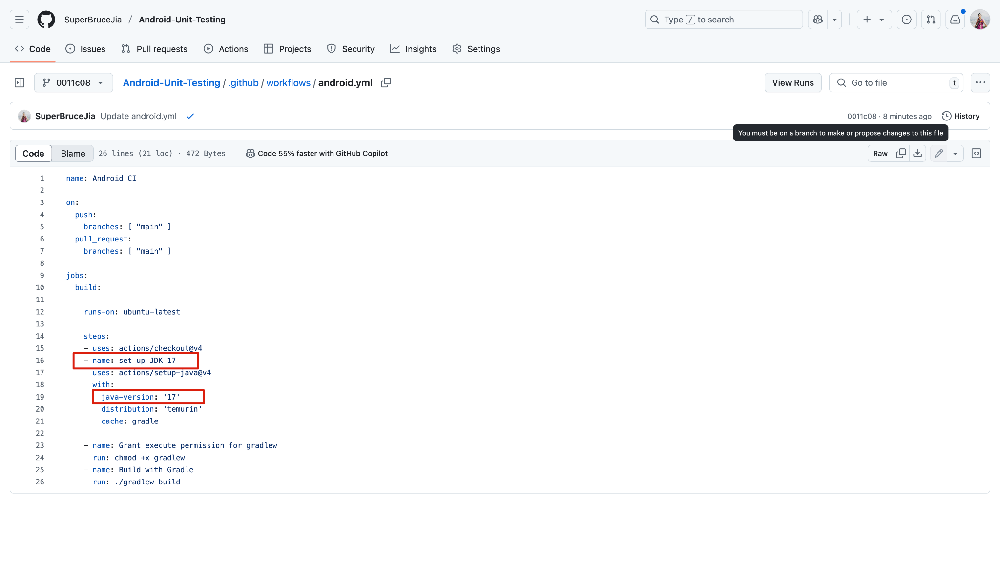 SuperBruceJia / Android-Unit-Testing
Type / to search
Code Issues Pull requests Actions Projects Security Insights Settings
0011c08 Android-Unit-Testing / .github / workflows / android.yml
View Runs
Go to file t
SuperBruceJia Update android.yml
0011c08 · 8 minutes ago History
You must be on a branch to make or propose changes to this file
Code Blame 26 lines (21 loc) · 472 Bytes Code 55% faster with GitHub Copilot
Raw
1 name: Android CI
2
3 on:
4 push:
5 branches: [ "main" ]
6 pull_request:
7 branches: [ "main" ]
8
9 jobs:
10 build:
11
12 runs-on: ubuntu-latest
13
14 steps:
15 - uses: actions/checkout@v4
16 - name: set up JDK 17
17 uses: actions/setup-java@v4
18 with:
19 java-version: '17'
20 distribution: 'temurin'
21 cache: gradle
22
23 - name: Grant execute permission for gradlew
24 run: chmod +x gradlew
25 - name: Build with Gradle
26 run: ./gradlew build